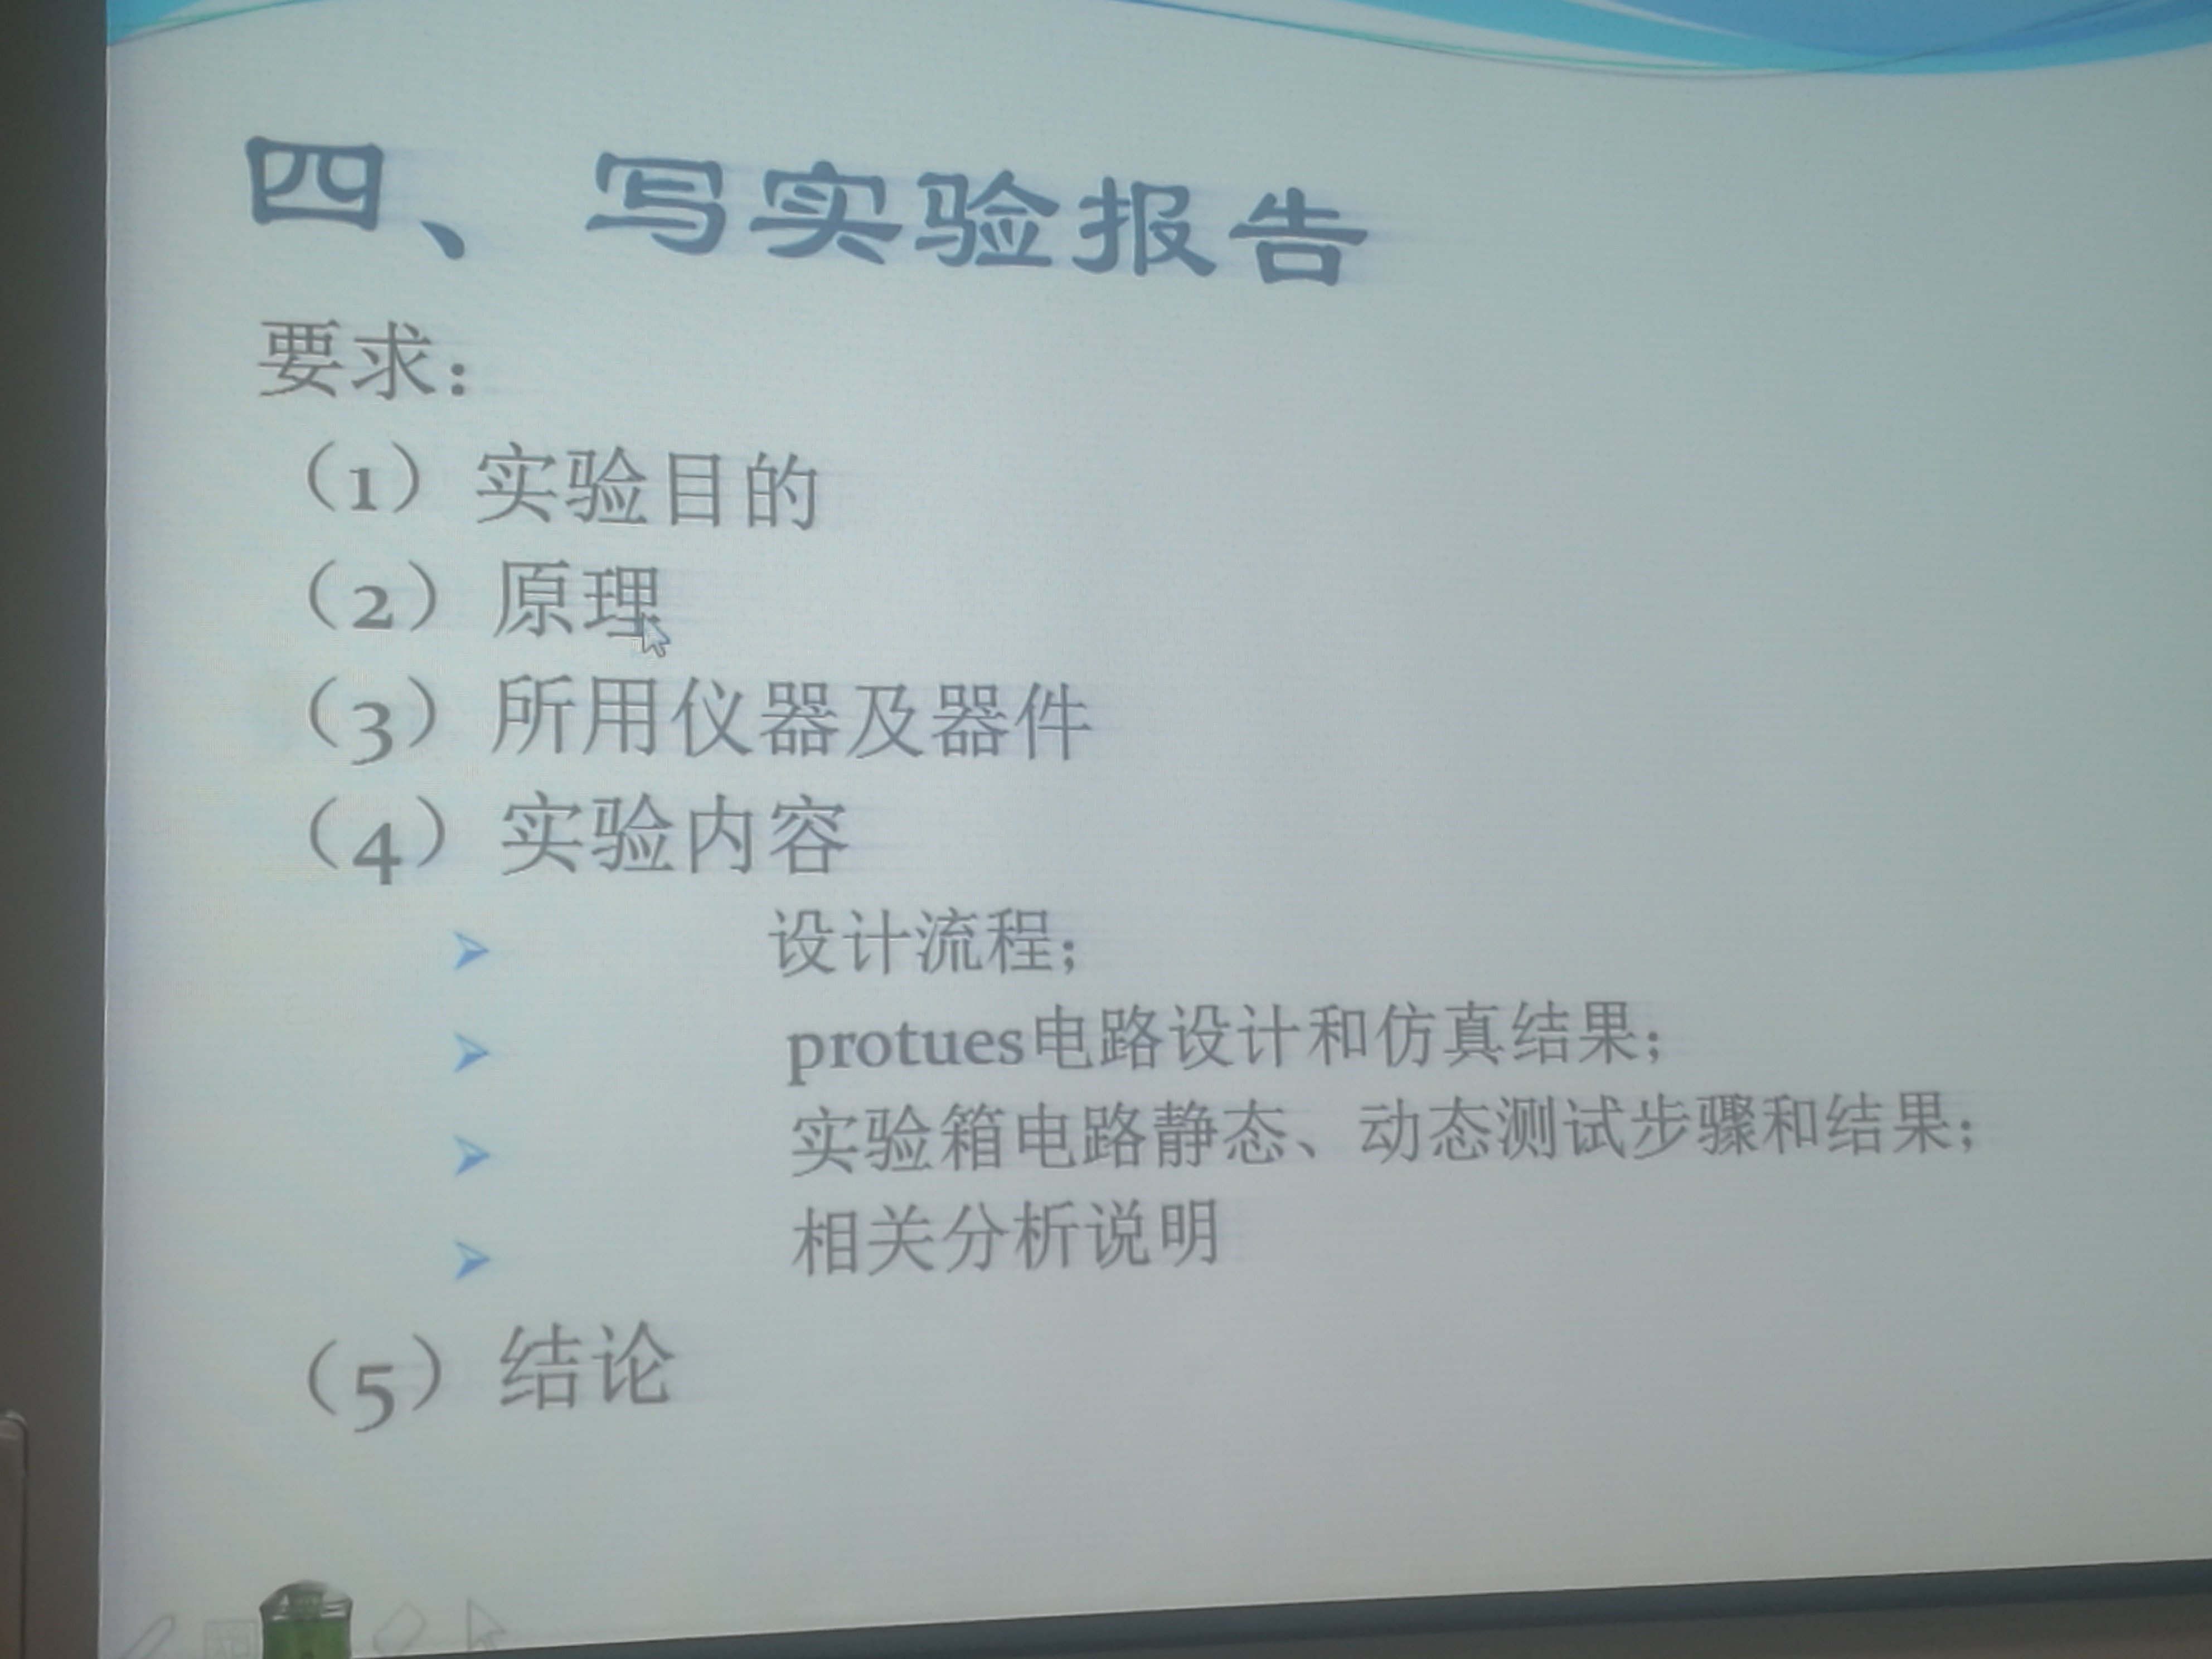 四、写实验报告
要求：
（1）实验目的
（2）原理
（3）所用仪器及器件
（4）实验内容
➢ 设计流程；
➢ protues电路设计和仿真结果；
➢ 实验箱电路静态、动态测试步骤和结果；
➢ 相关分析说明
（5）结论